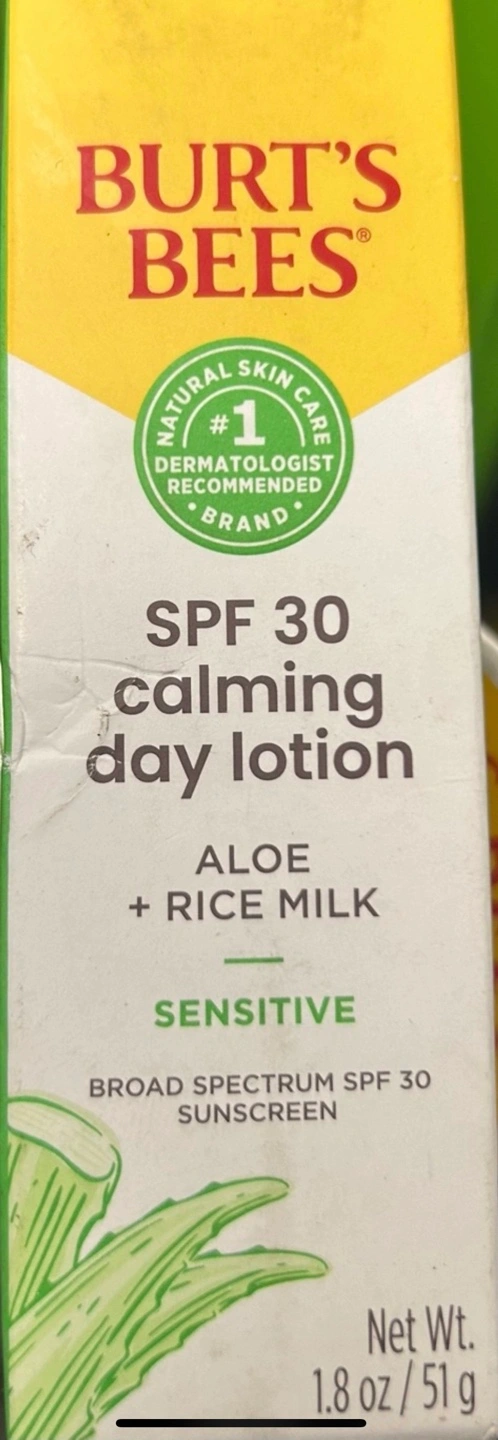 BURT'S
BEES®
NATURAL SKIN CARE
#1
DERMATOLOGIST
RECOMMENDED
• BRAND •
SPF 30
calming
day lotion
ALOE
+ RICE MILK
SENSITIVE
BROAD SPECTRUM SPF 30
SUNSCREEN
Net Wt.
1.8 oz / 51 g